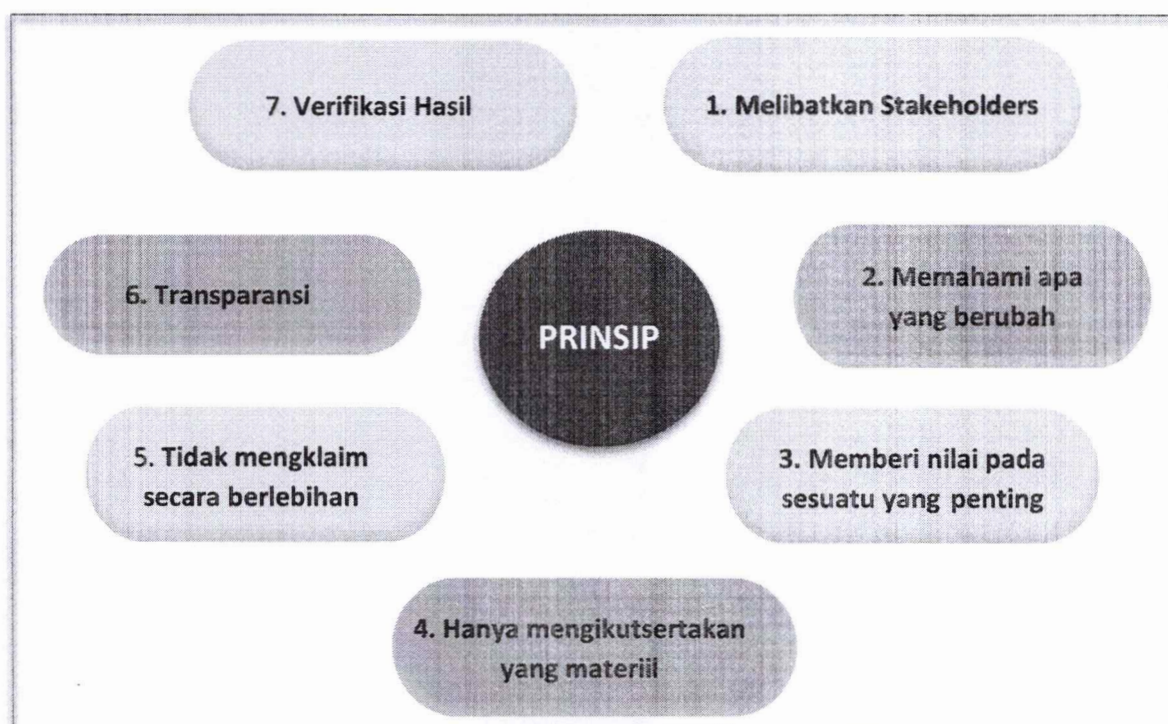 PRINSIP
1. Melibatkan Stakeholders
2. Memahami apa
yang berubah
3. Memberi nilai pada
sesuatu yang penting
4. Hanya mengikutsertakan
yang materiil
5. Tidak mengklaim
secara berlebihan
6. Transparansi
7. Verifikasi Hasil